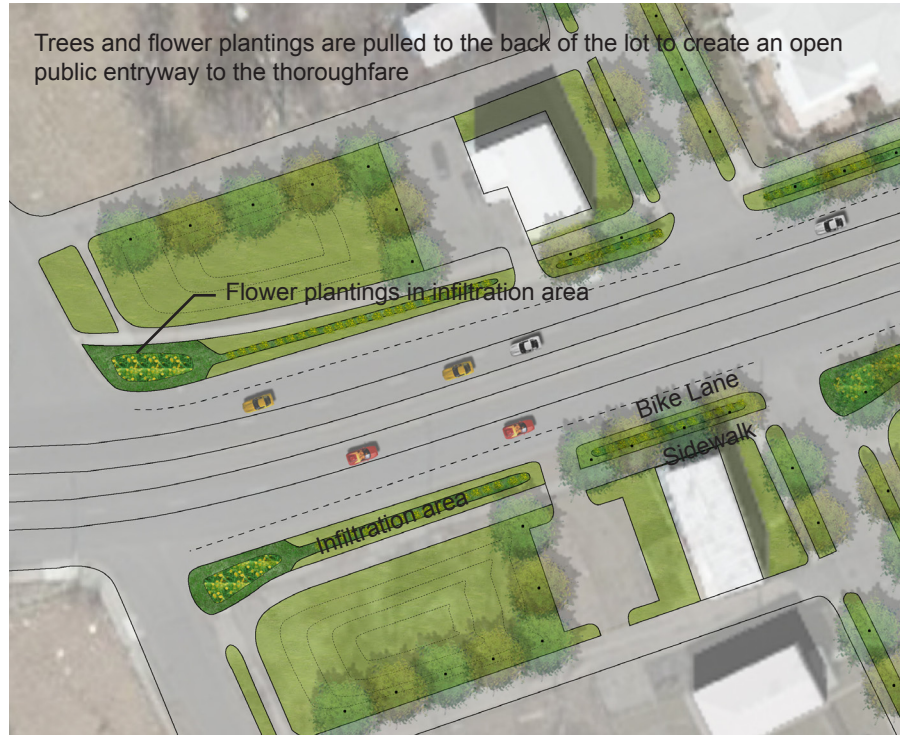 Trees and flower plantings are pulled to the back of the lot to create an open
public entryway to the thoroughfare
Flower plantings in infiltration area
Bike Lane
Sidewalk
Infiltration area